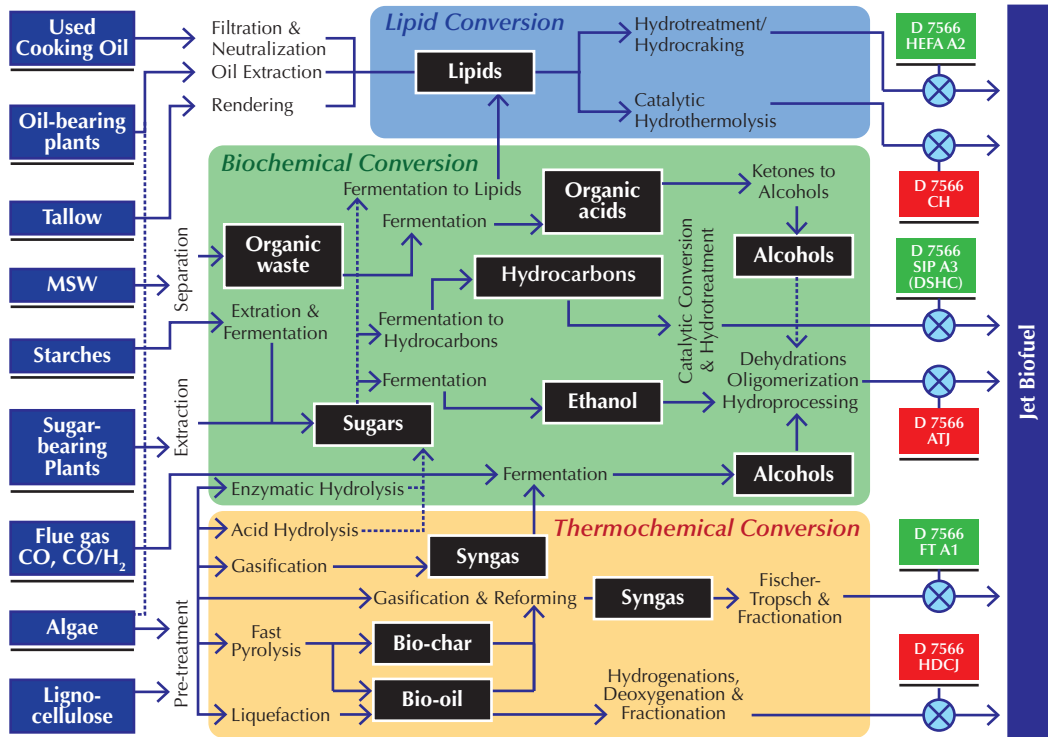 Used
Cooking Oil
Oil-bearing
plants
Tallow
MSW
Starches
Sugar-
bearing
Plants
Flue gas
CO, CO/H₂
Algae
Ligno-
cellulose
Filtration &
Neutralization
Oil Extraction
Rendering
Separation
Extraction
Pre-treatment
Lipid Conversion
Lipids
Hydrotreatment/
Hydrocraking
Catalytic
Hydrothermolysis
Biochemical Conversion
Fermentation to Lipids
Organic
waste
Fermentation
Organic
acids
Ketones to
Alcohols
Alcohols
Hydrocarbons
Extration &
Fermentation
Fermentation to
Hydrocarbons
Catalytic Conversion
& Hydrotreatment
Dehydrations
Oligomerization
Hydroprocessing
Fermentation
Ethanol
Sugars
Fermentation
Alcohols
Enzymatic Hydrolysis
Thermochemical Conversion
Acid Hydrolysis
Syngas
Gasification
Gasification & Reforming
Syngas
Fischer-
Tropsch &
Fractionation
Fast
Pyrolysis
Bio-char
Bio-oil
Liquefaction
Hydrogenations,
Deoxygenation &
Fractionation
D 7566
HEFA A2
D 7566
CH
D 7566
SIP A3
(DSHC)
D 7566
ATJ
D 7566
FT A1
D 7566
HDCJ
Jet Biofuel